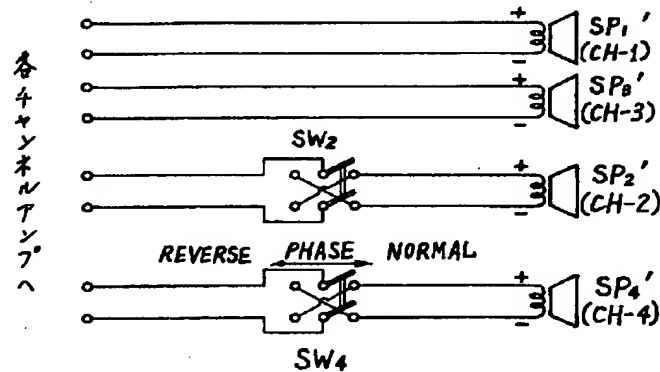 各チャンネルアンプへ
+
-
SP₁′
(CH-1)
+
-
SP₃′
(CH-3)
SW₂
+
-
SP₂′
(CH-2)
REVERSE PHASE NORMAL
+
-
SP₄′
(CH-4)
SW₄